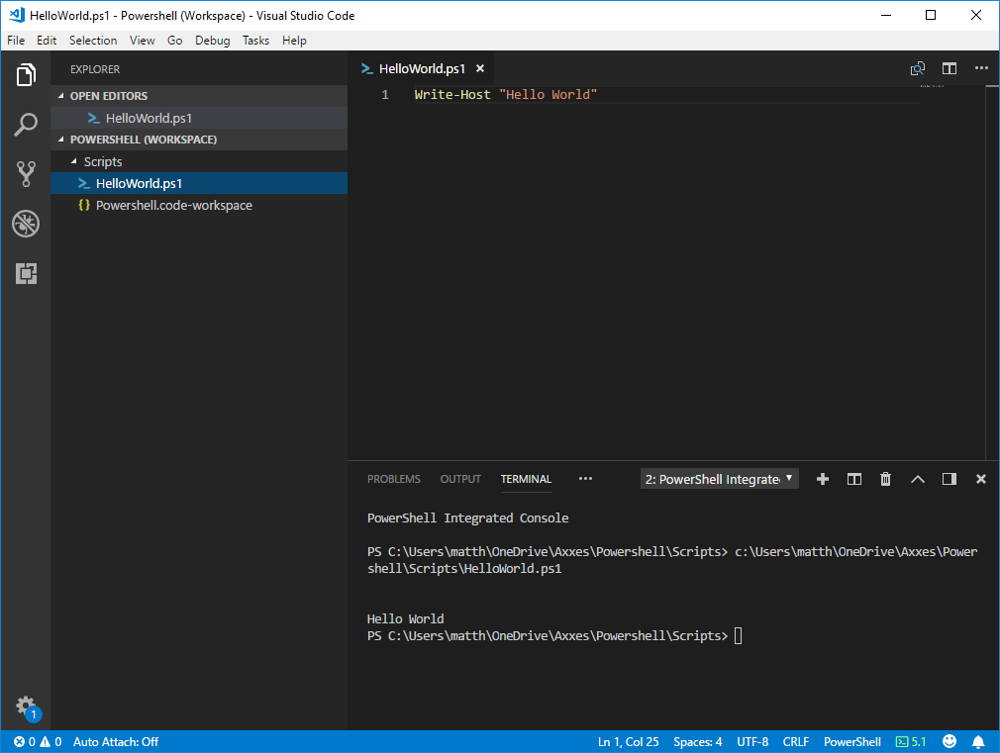 HelloWorld.ps1 - Powershell (Workspace) - Visual Studio Code
File Edit Selection View Go Debug Tasks Help
EXPLORER
OPEN EDITORS
HelloWorld.ps1
POWERSHELL (WORKSPACE)
Scripts
HelloWorld.ps1
{} Powershell.code-workspace
HelloWorld.ps1
1 Write-Host "Hello World"
PROBLEMS OUTPUT TERMINAL ••• 2: PowerShell Integrate
PowerShell Integrated Console
PS C:\Users\matth\OneDrive\Axxes\Powershell\Scripts> c:\Users\matth\OneDrive\Axxes\Power
shell\Scripts\HelloWorld.ps1
Hello World
PS C:\Users\matth\OneDrive\Axxes\Powershell\Scripts>
1
0 0 Auto Attach: Off Ln 1, Col 25 Spaces: 4 UTF-8 CRLF PowerShell 5.1